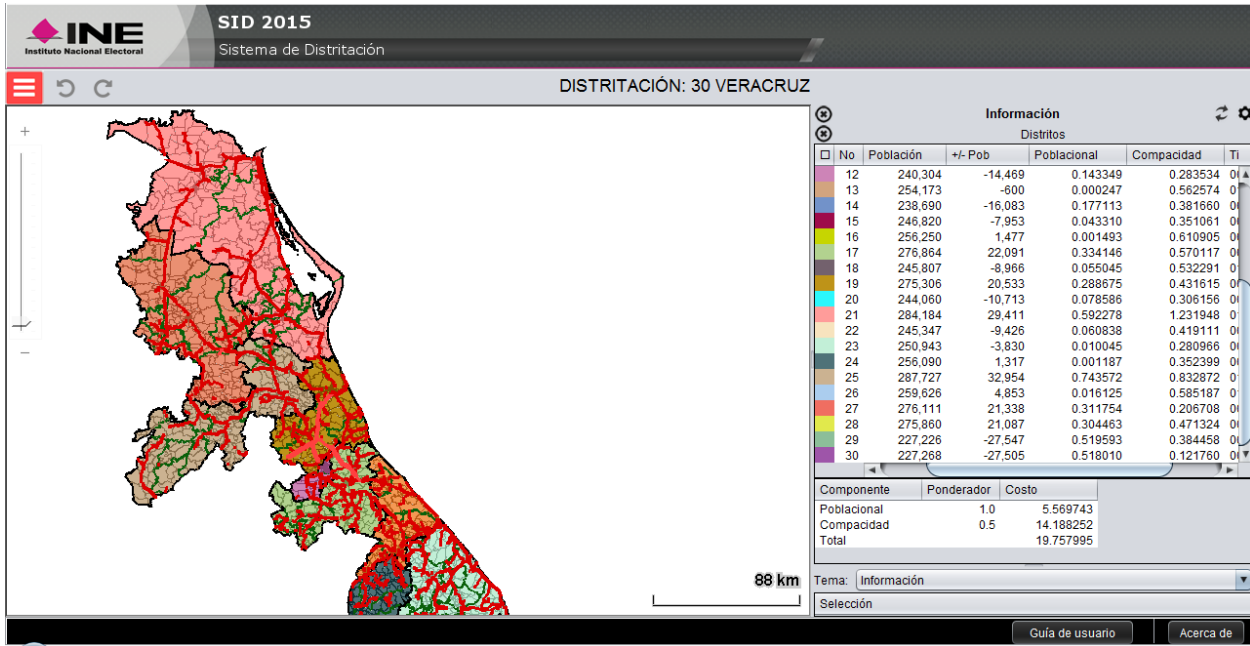 INE
Instituto Nacional Electoral
SID 2015
Sistema de Distritación
DISTRITACIÓN: 30 VERACRUZ
88 km
Información
Distritos
No Población +/- Pob Poblacional Compacidad Ti
12 240,304 -14,469 0.143349 0.283534
13 254,173 -600 0.000247 0.562574
14 238,690 -16,083 0.177113 0.381660
15 246,820 -7,953 0.043310 0.351061
16 256,250 1,477 0.001493 0.610905
17 276,864 22,091 0.334146 0.570117
18 245,807 -8,966 0.055045 0.532291
19 275,306 20,533 0.288675 0.431615
20 244,060 -10,713 0.078586 0.306156
21 284,184 29,411 0.592278 1.231948
22 245,347 -9,426 0.060838 0.419111
23 250,943 -3,830 0.010045 0.280966
24 256,090 1,317 0.001187 0.352399
25 287,727 32,954 0.743572 0.832872
26 259,626 4,853 0.016125 0.585187
27 276,111 21,338 0.311754 0.206708
28 275,860 21,087 0.304463 0.471324
29 227,226 -27,547 0.519593 0.384458
30 227,268 -27,505 0.518010 0.121760
Componente Ponderador Costo
Poblacional 1.0 5.569743
Compacidad 0.5 14.188252
Total 19.757995
Tema: Información
Selección
Guía de usuario
Acerca de